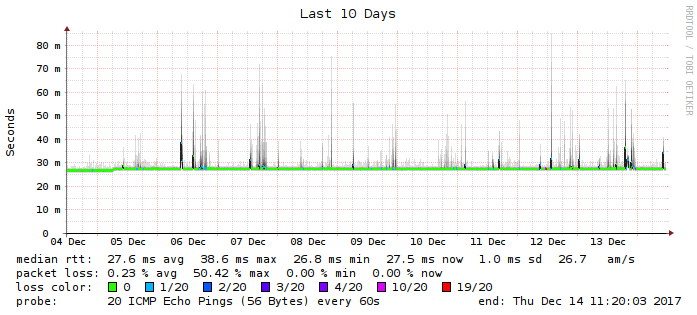 Last 10 Days
RRDTOOL / TOBI OETIKER
Seconds
80 m
70 m
60 m
50 m
40 m
30 m
20 m
10 m
0
04 Dec 05 Dec 06 Dec 07 Dec 08 Dec 09 Dec 10 Dec 11 Dec 12 Dec 13 Dec
median rtt: 27.6 ms avg 38.6 ms max 26.8 ms min 27.5 ms now 1.0 ms sd 26.7 am/s
packet loss: 0.23 % avg 50.42 % max 0.00 % min 0.00 % now
loss color: 0 1/20 2/20 3/20 4/20 10/20 19/20
probe: 20 ICMP Echo Pings (56 Bytes) every 60s end: Thu Dec 14 11:20:03 2017